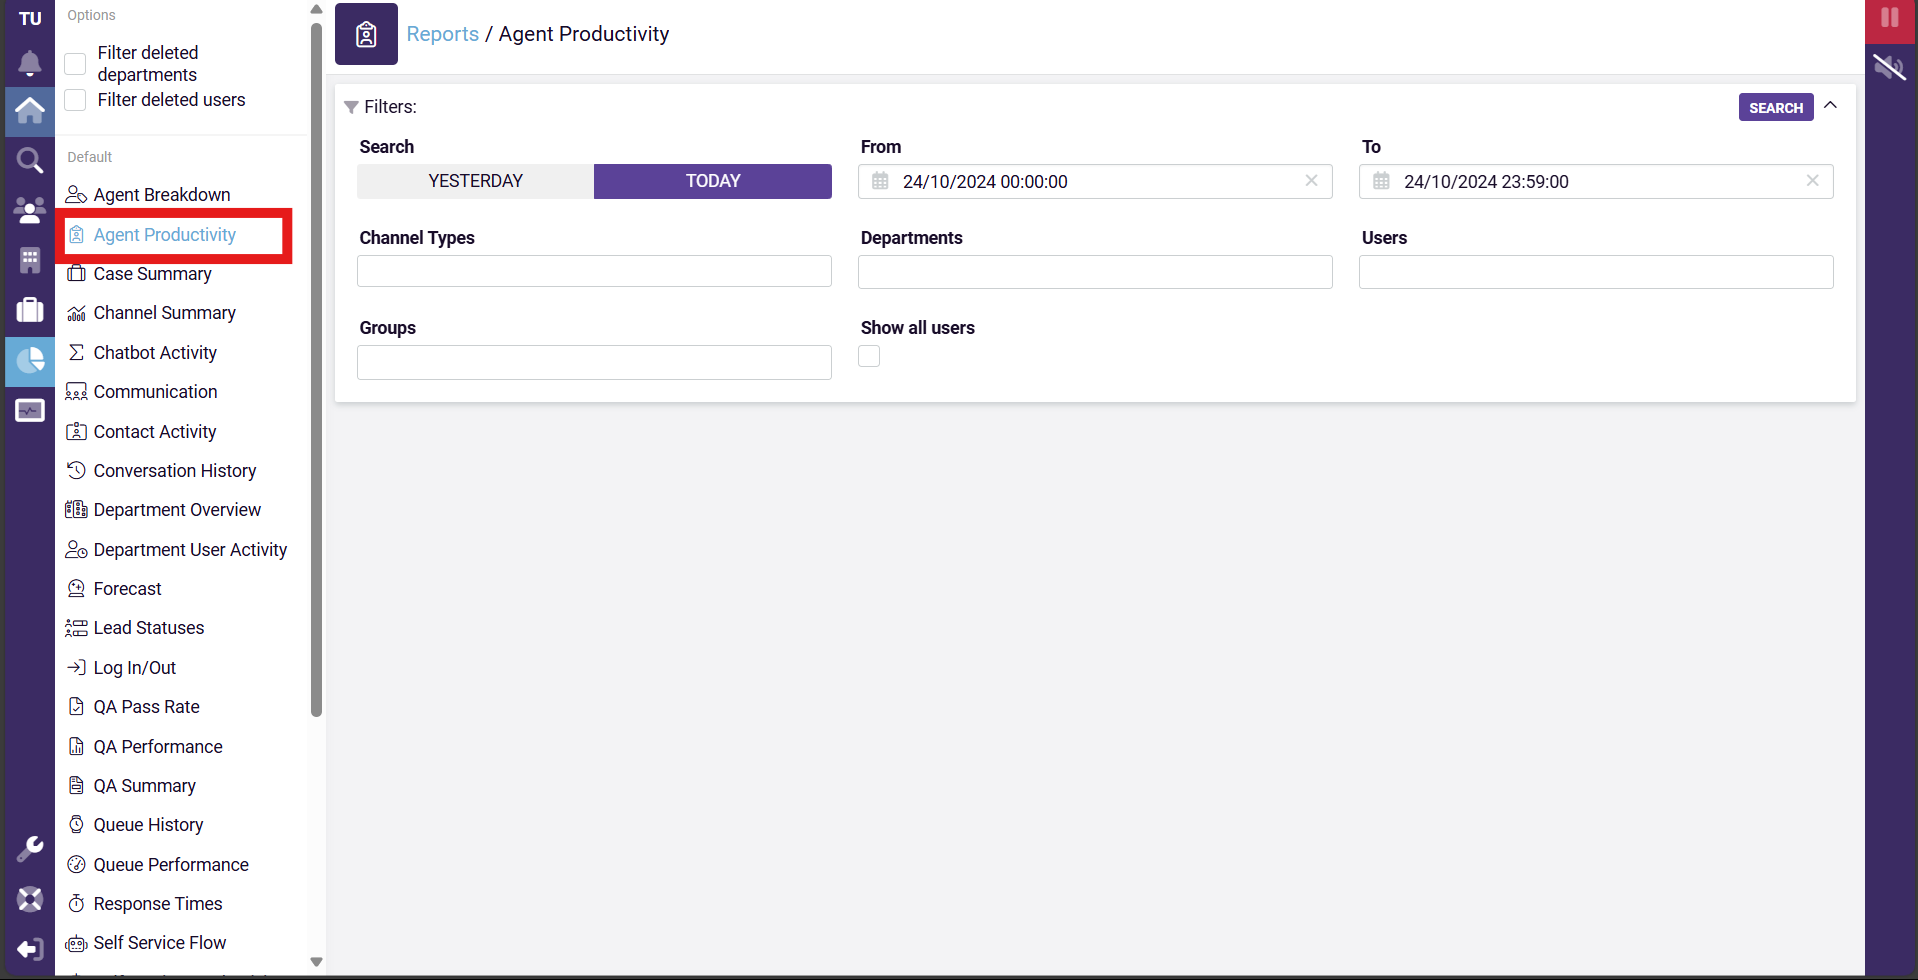 TU
Options
Filter deleted
departments
Filter deleted users
Default
Agent Breakdown
Agent Productivity
Case Summary
Channel Summary
Chatbot Activity
Communication
Contact Activity
Conversation History
Department Overview
Department User Activity
Forecast
Lead Statuses
Log In/Out
QA Pass Rate
QA Performance
QA Summary
Queue History
Queue Performance
Response Times
Self Service Flow
Reports / Agent Productivity
Filters:
SEARCH
Search
YESTERDAY
TODAY
From
24/10/2024 00:00:00
To
24/10/2024 23:59:00
Channel Types
Departments
Users
Groups
Show all users